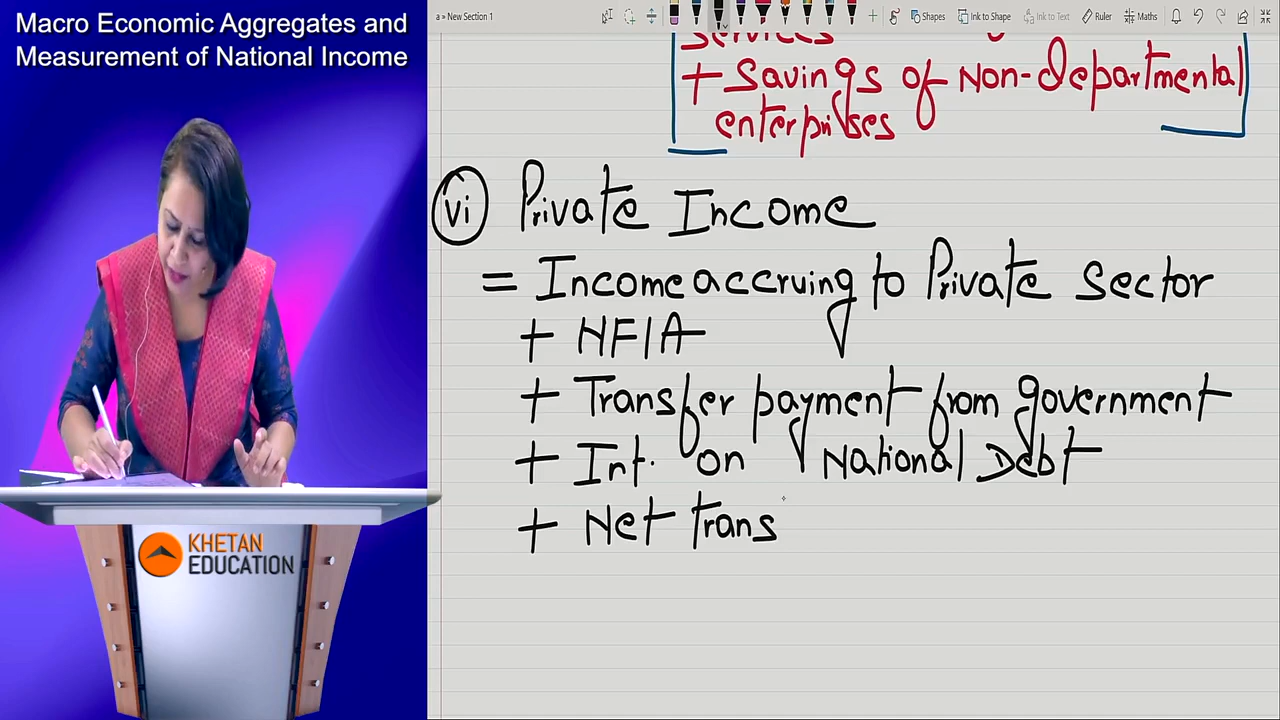 Macro Economic Aggregates and
Measurement of National Income
a » New Section 1
Shapes
Ink to Shape
Ink to Text
Ruler
Math
services
+ Savings of Non-departmental
enterprises
vi Private Income
= Income accruing to Private Sector
+ NFIA
+ Transfer payment from government
+ Int. on National Debt
+ Net trans
KHETAN
EDUCATION